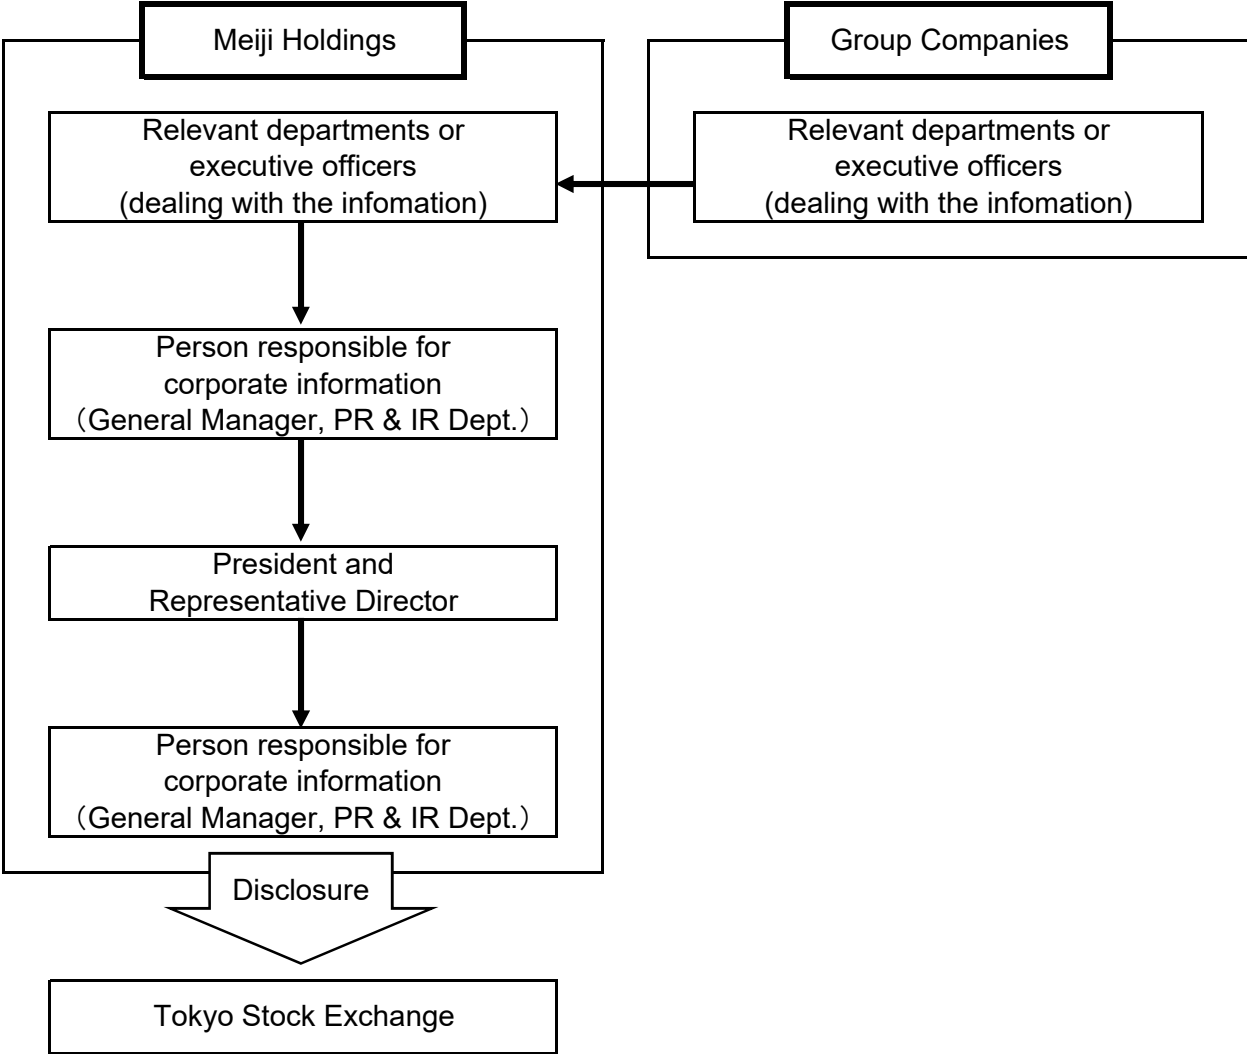 Meiji Holdings
Group Companies
Relevant departments or
executive officers
(dealing with the infomation)
Relevant departments or
executive officers
(dealing with the infomation)
Person responsible for
corporate information
（General Manager, PR & IR Dept.）
President and
Representative Director
Person responsible for
corporate information
（General Manager, PR & IR Dept.）
Disclosure
Tokyo Stock Exchange